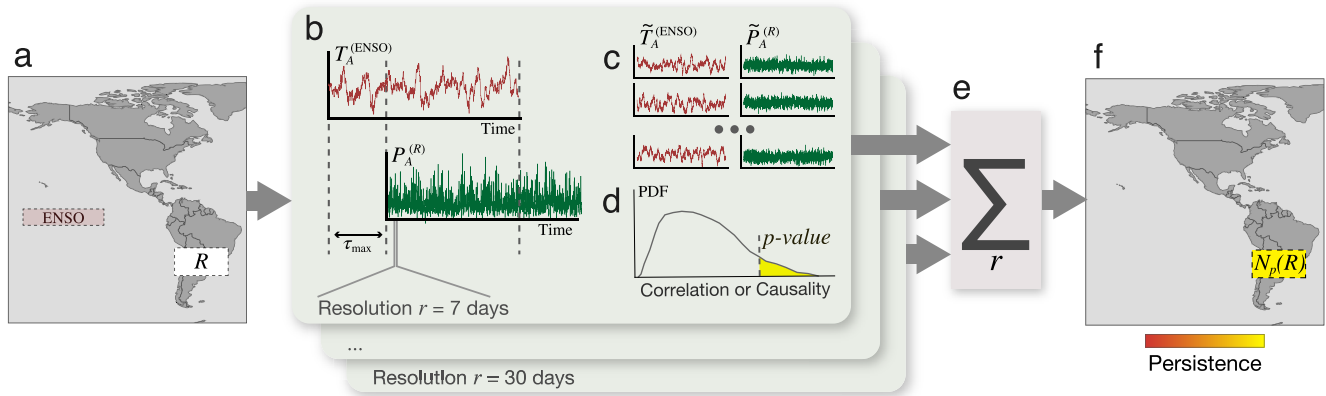 a
ENSO
R
b
T_A^(ENSO)
Time
P_A^(R)
Time
τ_max
Resolution r = 7 days
...
Resolution r = 30 days
c
T̃_A^(ENSO)
P̃_A^(R)
d
PDF
p-value
Correlation or Causality
e
∑
r
f
N_p(R)
Persistence